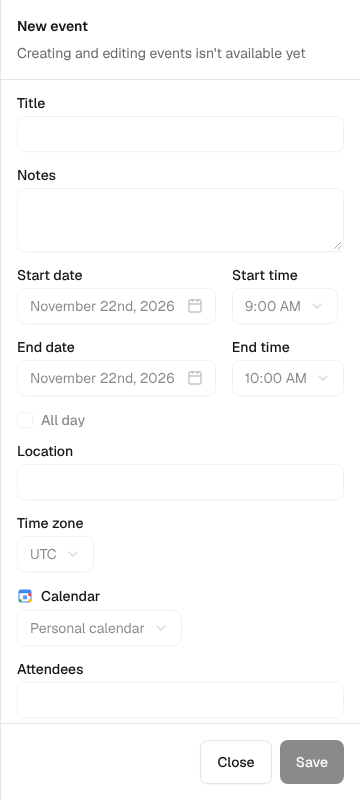 New event
Creating and editing events isn't available yet
Title
Notes
Start date
Start time
November 22nd, 2026
9:00 AM
End date
End time
November 22nd, 2026
10:00 AM
All day
Location
Time zone
UTC
Calendar
Personal calendar
Attendees
Close
Save